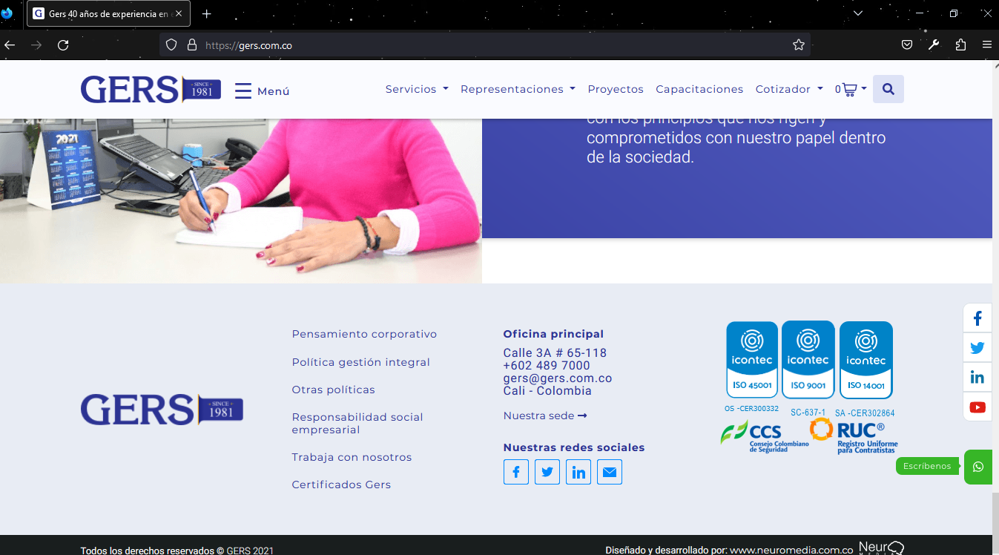 Gers 40 años de experiencia en e
https://gers.com.co
GERS SINCE 1981
Menú
Servicios
Representaciones
Proyectos
Capacitaciones
Cotizador
0
2021
con los principios que nos rigen y
comprometidos con nuestro papel dentro
de la sociedad.
GERS SINCE 1981
Pensamiento corporativo
Política gestión integral
Otras políticas
Responsabilidad social
empresarial
Trabaja con nosotros
Certificados Gers
Oficina principal
Calle 3A # 65-118
+602 489 7000
gers@gers.com.co
Cali - Colombia
Nuestra sede
Nuestras redes sociales
icontec
ISO 45001
OS -CER300332
icontec
ISO 9001
SC-637-1
icontec
ISO 14001
SA -CER302864
CCS
Consejo Colombiano
de Seguridad
RUC®
Registro Uniforme
para Contratistas
Escríbenos
Todos los derechos reservados © GERS 2021
Diseñado y desarrollado por: www.neuromedia.com.co
Neuro
MEDIA